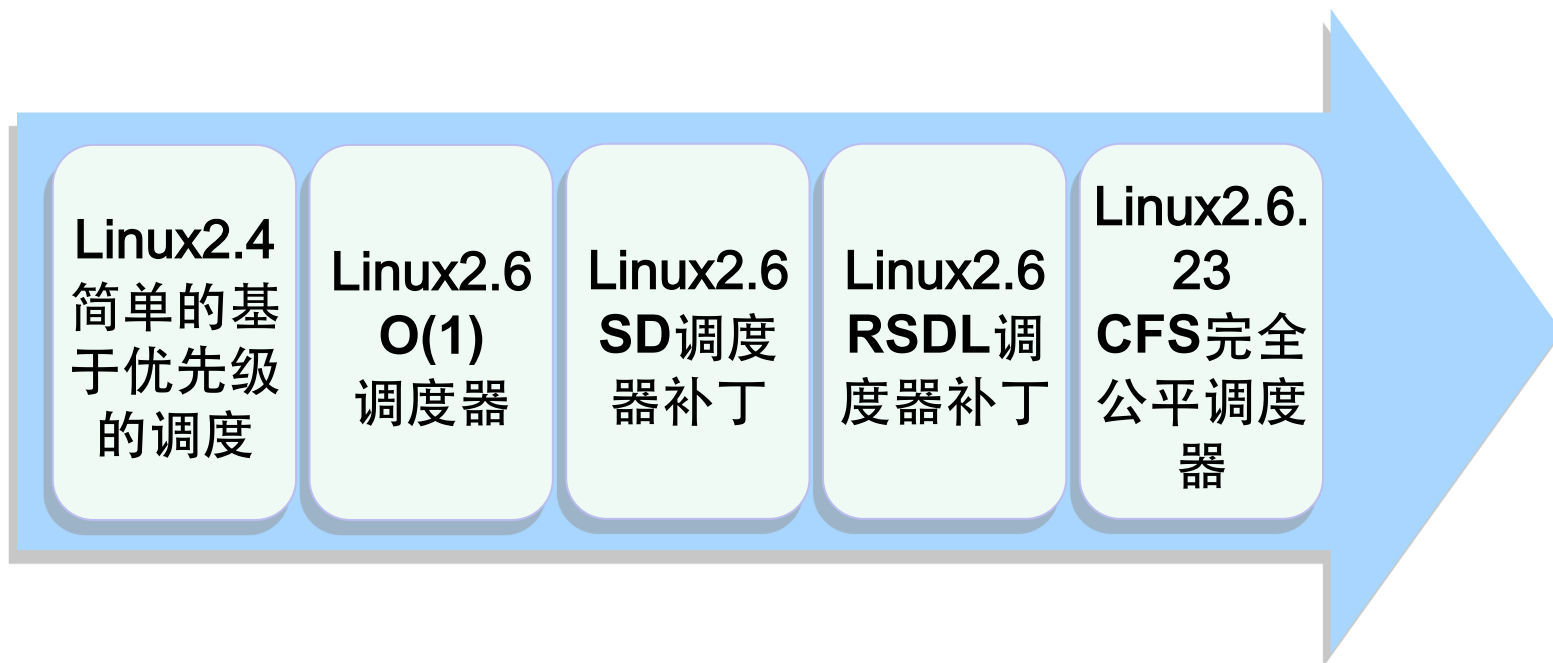 Linux2.4
简单的基
于优先级
的调度
Linux2.6
O(1)
调度器
Linux2.6
SD调度
器补丁
Linux2.6
RSDL调
度器补丁
Linux2.6.
23
CFS完全
公平调度
器